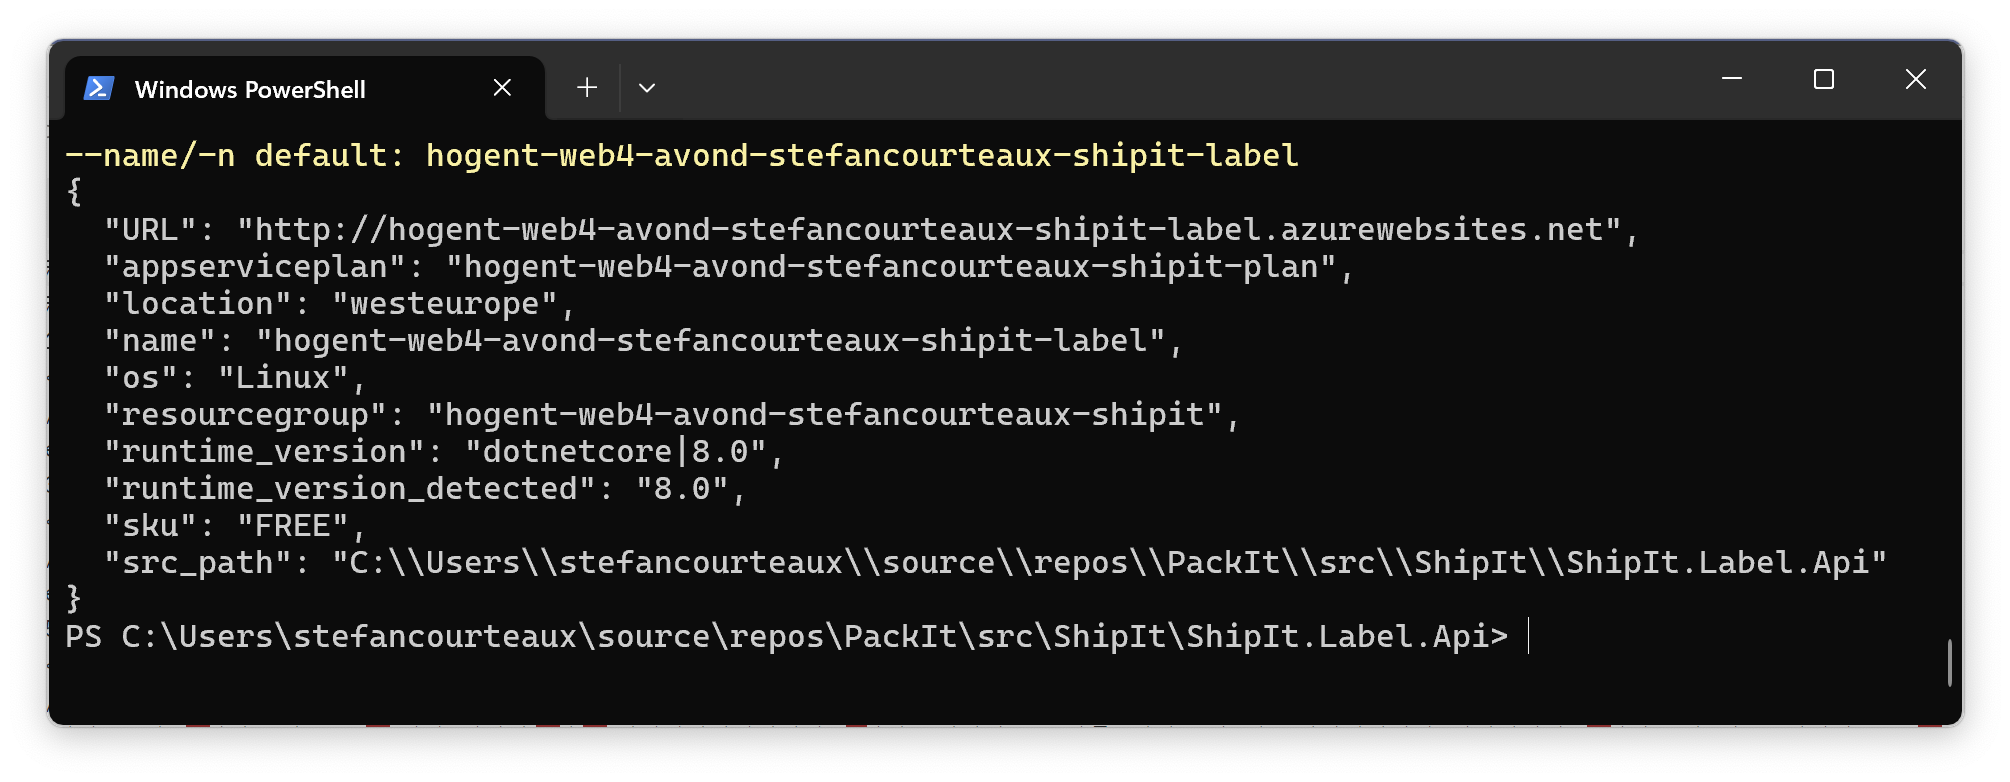 Windows PowerShell
--name/-n default: hogent-web4-avond-stefancourteaux-shipit-label
{
  "URL": "http://hogent-web4-avond-stefancourteaux-shipit-label.azurewebsites.net",
  "appserviceplan": "hogent-web4-avond-stefancourteaux-shipit-plan",
  "location": "westeurope",
  "name": "hogent-web4-avond-stefancourteaux-shipit-label",
  "os": "Linux",
  "resourcegroup": "hogent-web4-avond-stefancourteaux-shipit",
  "runtime_version": "dotnetcore|8.0",
  "runtime_version_detected": "8.0",
  "sku": "FREE",
  "src_path": "C:\\Users\\stefancourteaux\\source\\repos\\PackIt\\src\\ShipIt\\ShipIt.Label.Api"
}
PS C:\Users\stefancourteaux\source\repos\PackIt\src\ShipIt\ShipIt.Label.Api>